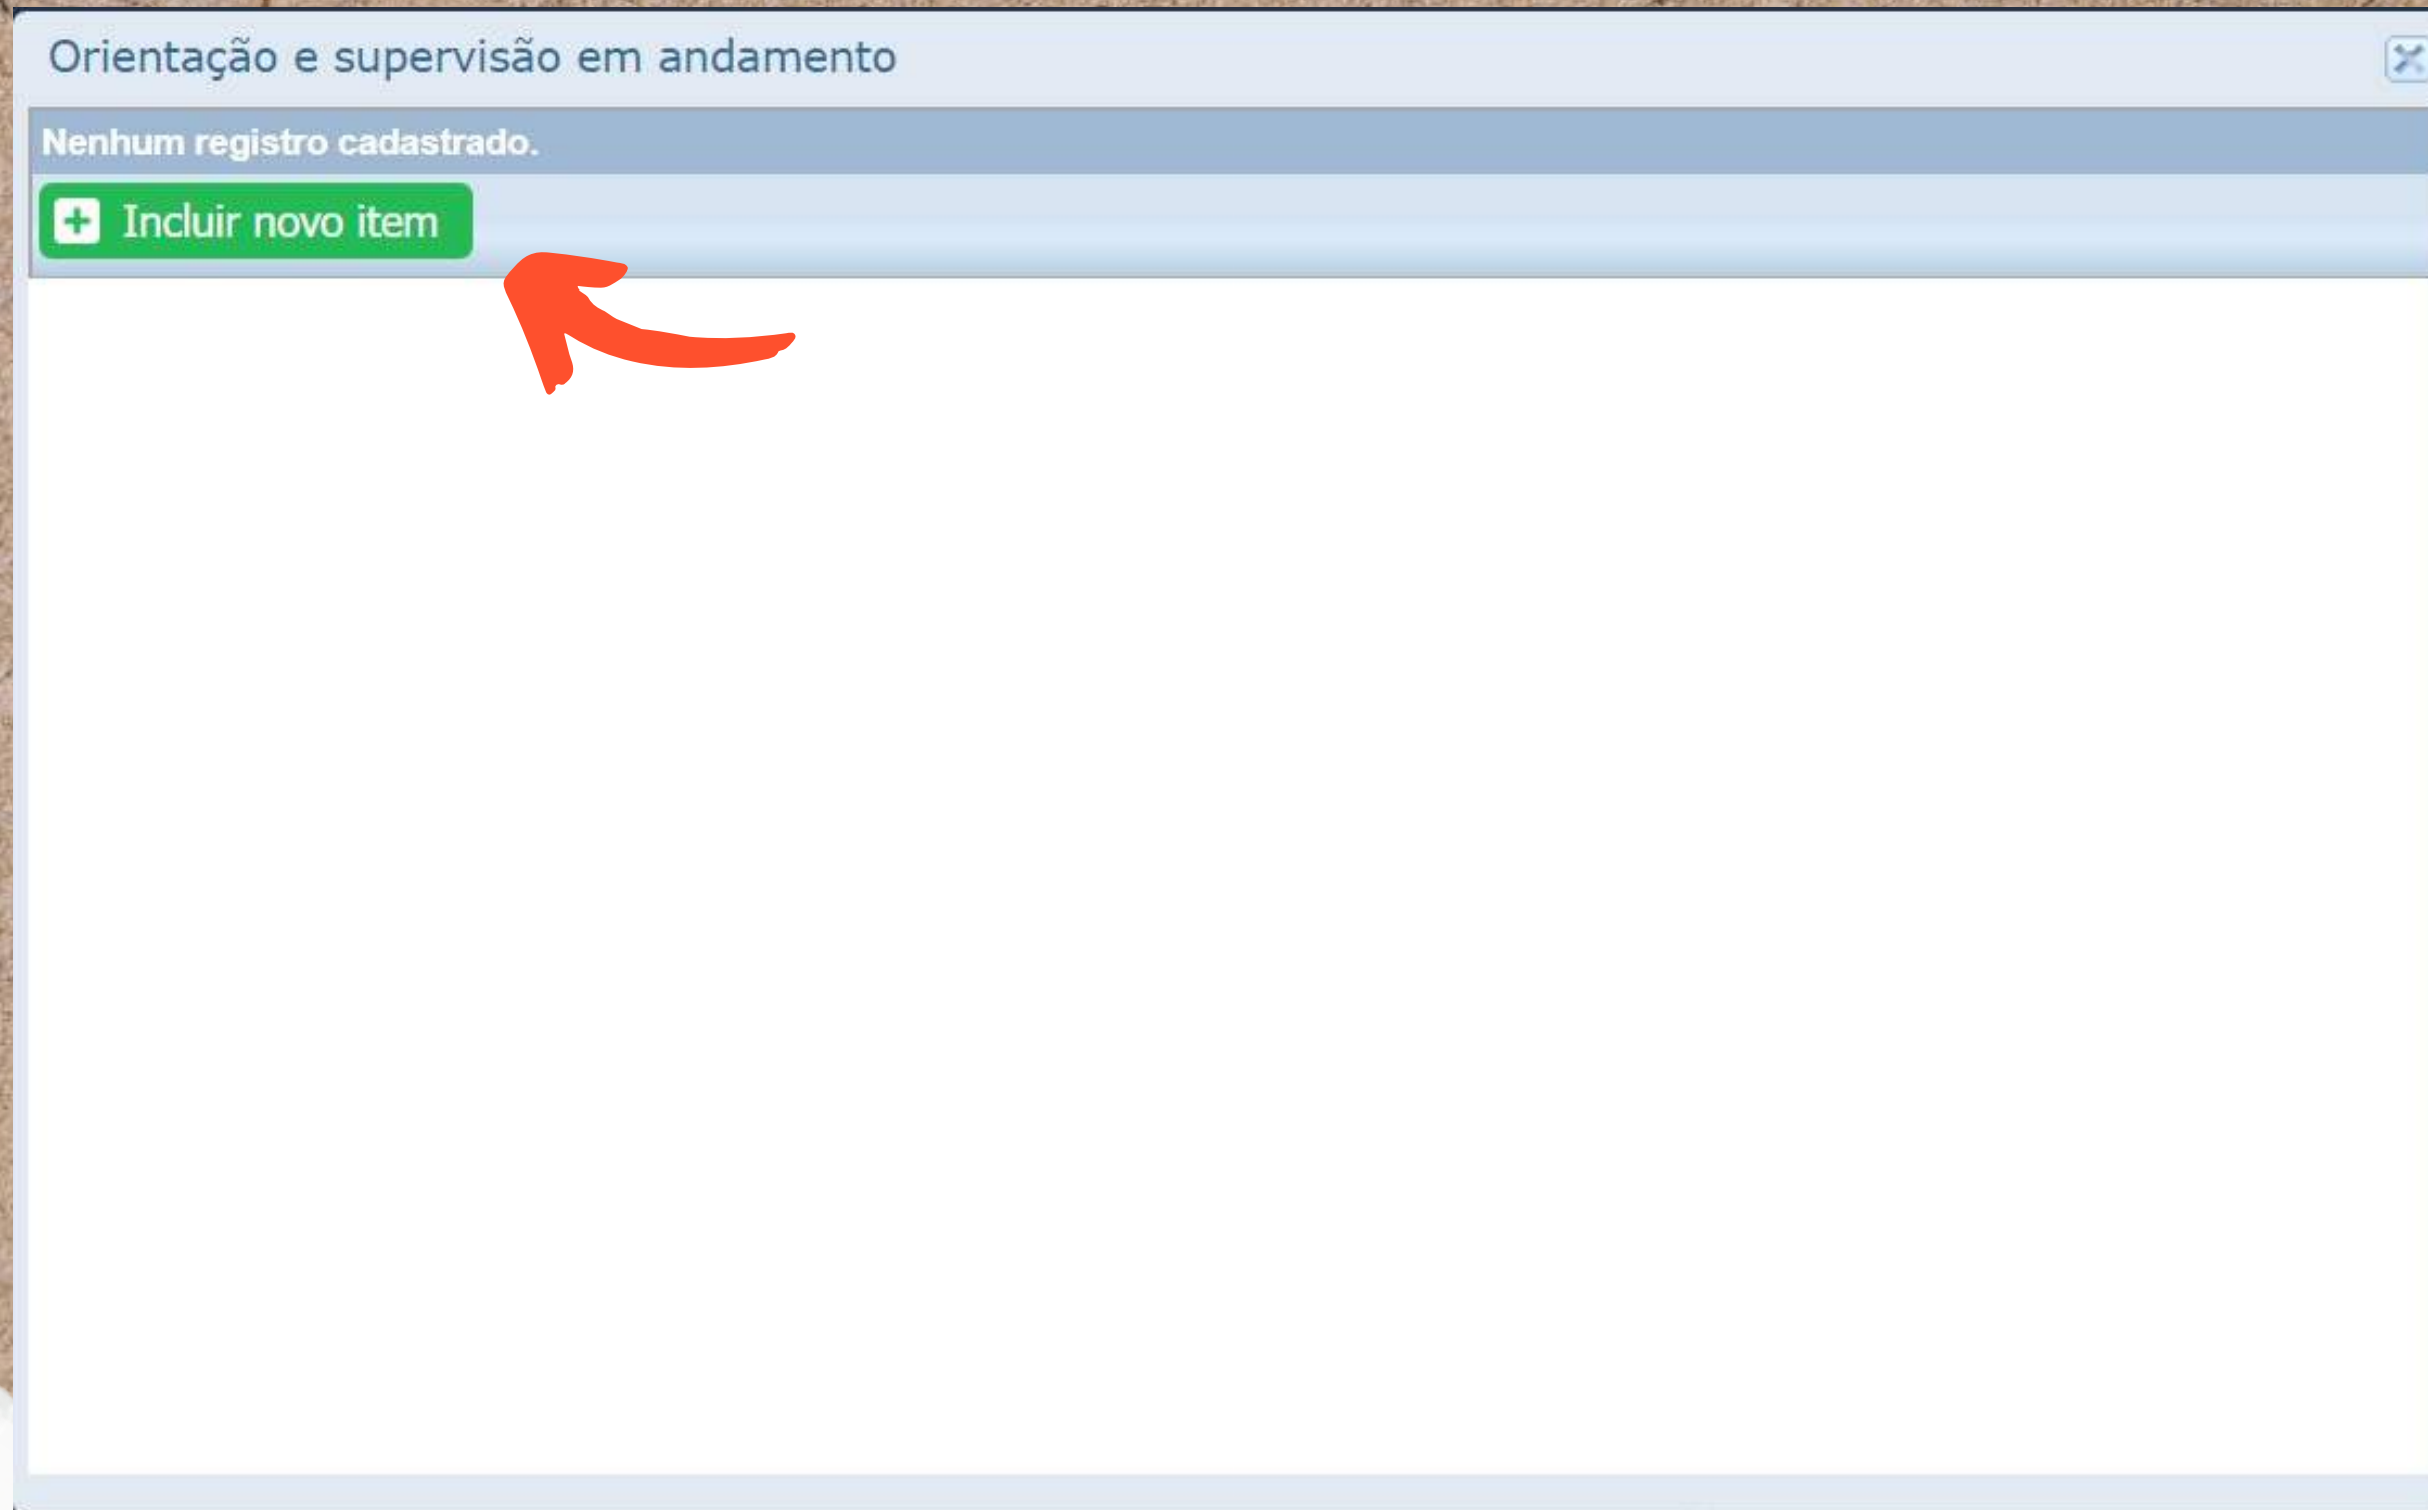 Orientação e supervisão em andamento
Nenhum registro cadastrado.
Incluir novo item